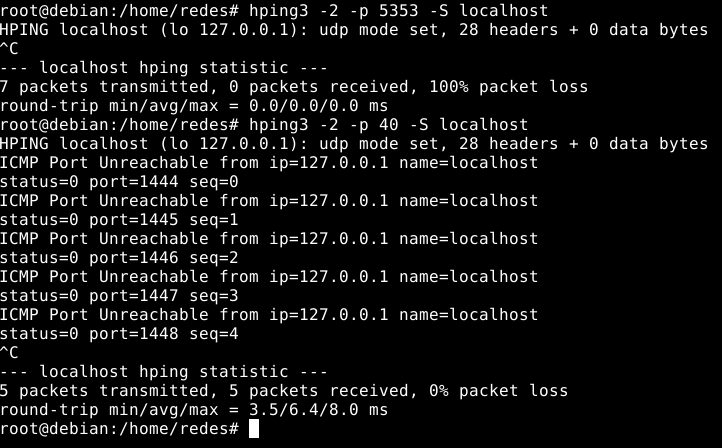 root@debian:/home/redes# hping3 -2 -p 5353 -S localhost
HPING localhost (lo 127.0.0.1): udp mode set, 28 headers + 0 data bytes
^C
--- localhost hping statistic ---
7 packets transmitted, 0 packets received, 100% packet loss
round-trip min/avg/max = 0.0/0.0/0.0 ms
root@debian:/home/redes# hping3 -2 -p 40 -S localhost
HPING localhost (lo 127.0.0.1): udp mode set, 28 headers + 0 data bytes
ICMP Port Unreachable from ip=127.0.0.1 name=localhost
status=0 port=1444 seq=0
ICMP Port Unreachable from ip=127.0.0.1 name=localhost
status=0 port=1445 seq=1
ICMP Port Unreachable from ip=127.0.0.1 name=localhost
status=0 port=1446 seq=2
ICMP Port Unreachable from ip=127.0.0.1 name=localhost
status=0 port=1447 seq=3
ICMP Port Unreachable from ip=127.0.0.1 name=localhost
status=0 port=1448 seq=4
^C
--- localhost hping statistic ---
5 packets transmitted, 5 packets received, 0% packet loss
round-trip min/avg/max = 3.5/6.4/8.0 ms
root@debian:/home/redes#